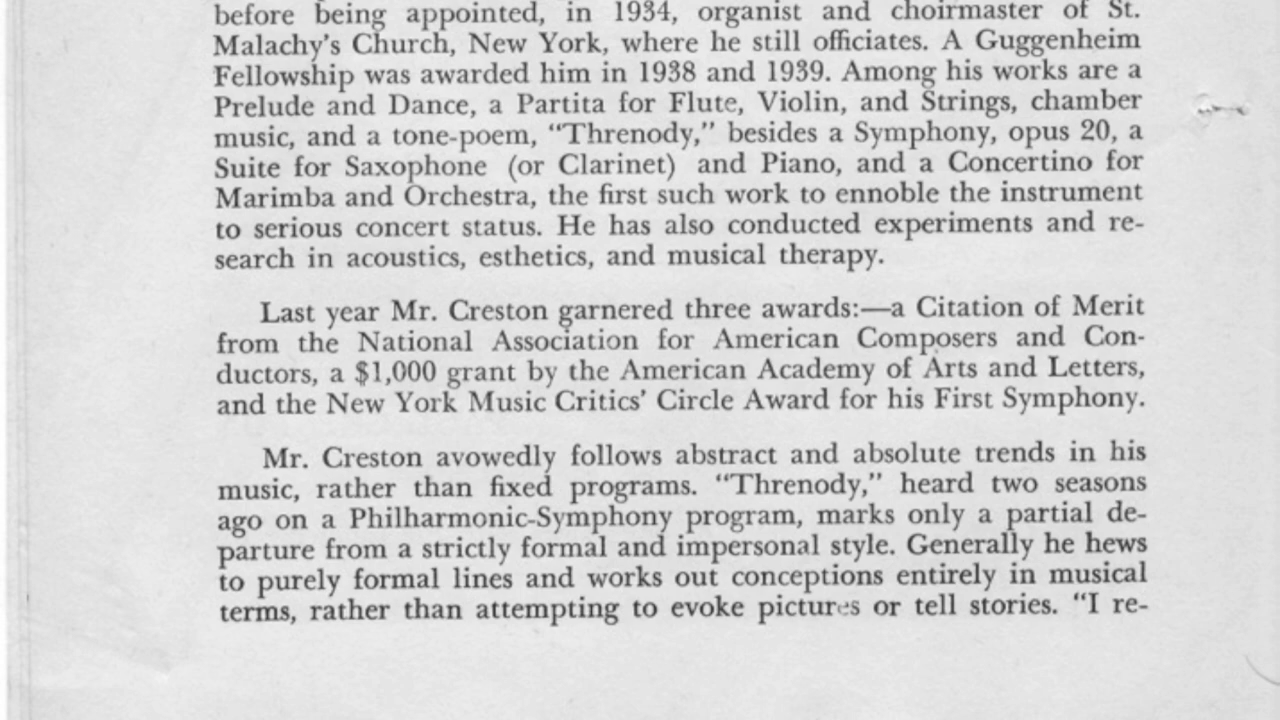 before being appointed, in 1934, organist and choirmaster of St.
Malachy's Church, New York, where he still officiates. A Guggenheim
Fellowship was awarded him in 1938 and 1939. Among his works are a
Prelude and Dance, a Partita for Flute, Violin, and Strings, chamber
music, and a tone-poem, “Threnody,” besides a Symphony, opus 20, a
Suite for Saxophone (or Clarinet) and Piano, and a Concertino for
Marimba and Orchestra, the first such work to ennoble the instrument
to serious concert status. He has also conducted experiments and re-
search in acoustics, esthetics, and musical therapy.
Last year Mr. Creston garnered three awards:—a Citation of Merit
from the National Association for American Composers and Con-
ductors, a $1,000 grant by the American Academy of Arts and Letters,
and the New York Music Critics' Circle Award for his First Symphony.
Mr. Creston avowedly follows abstract and absolute trends in his
music, rather than fixed programs. “Threnody,” heard two seasons
ago on a Philharmonic-Symphony program, marks only a partial de-
parture from a strictly formal and impersonal style. Generally he hews
to purely formal lines and works out conceptions entirely in musical
terms, rather than attempting to evoke pictures or tell stories. “I re-